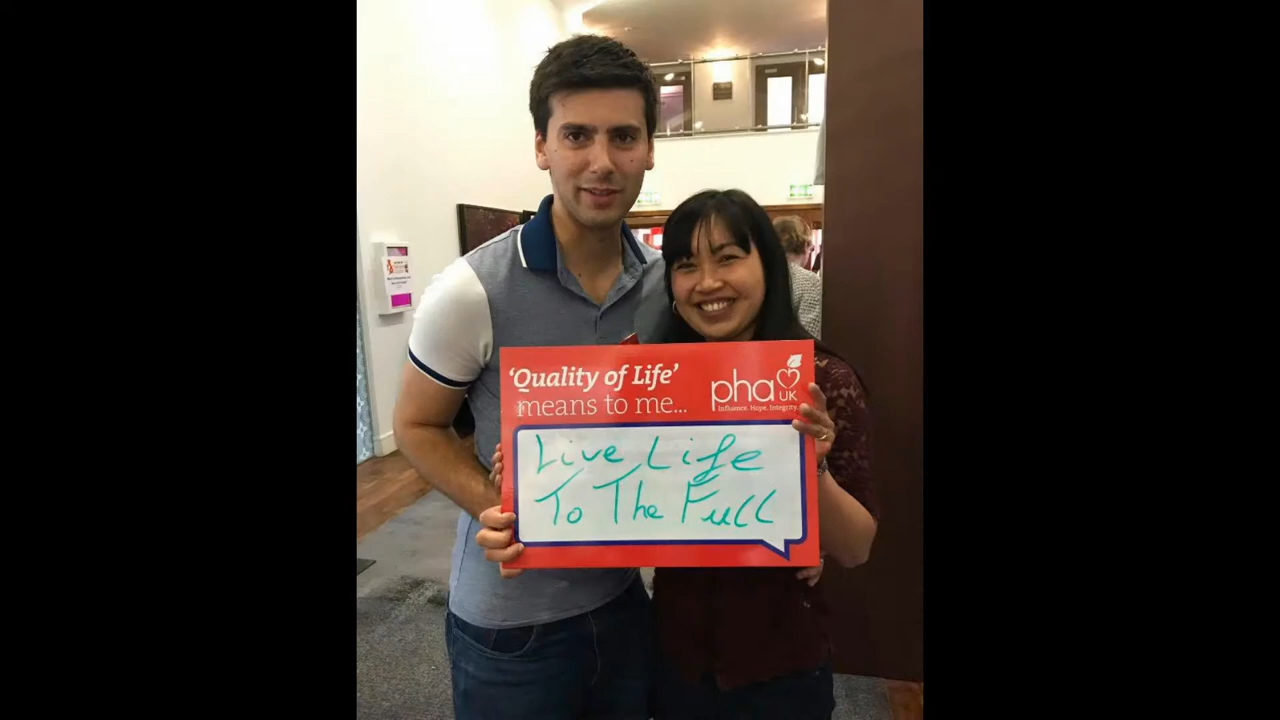 'Quality of Life'
means to me...
pha
UK
Influence. Hope. Integrity.
Live Life
To The Full